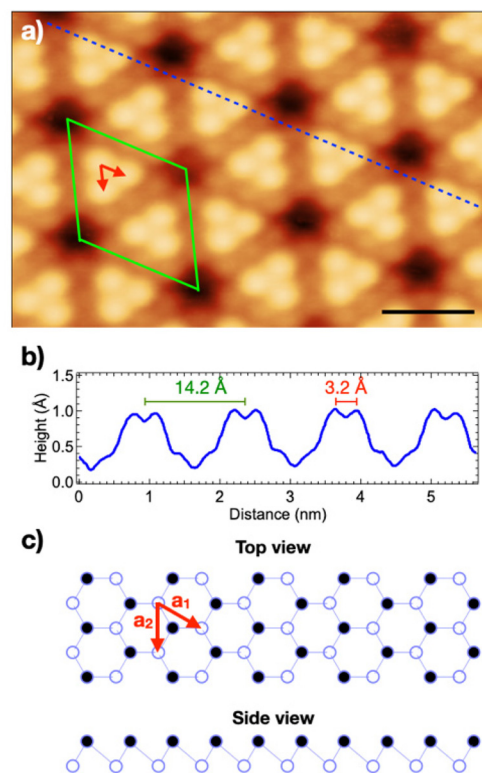 a)
b)
14.2 Å
3.2 Å
1.5
1.0
0.5
0.0
Height (Å)
0
1
2
3
4
5
Distance (nm)
c)
Top view
a1
a2
Side view